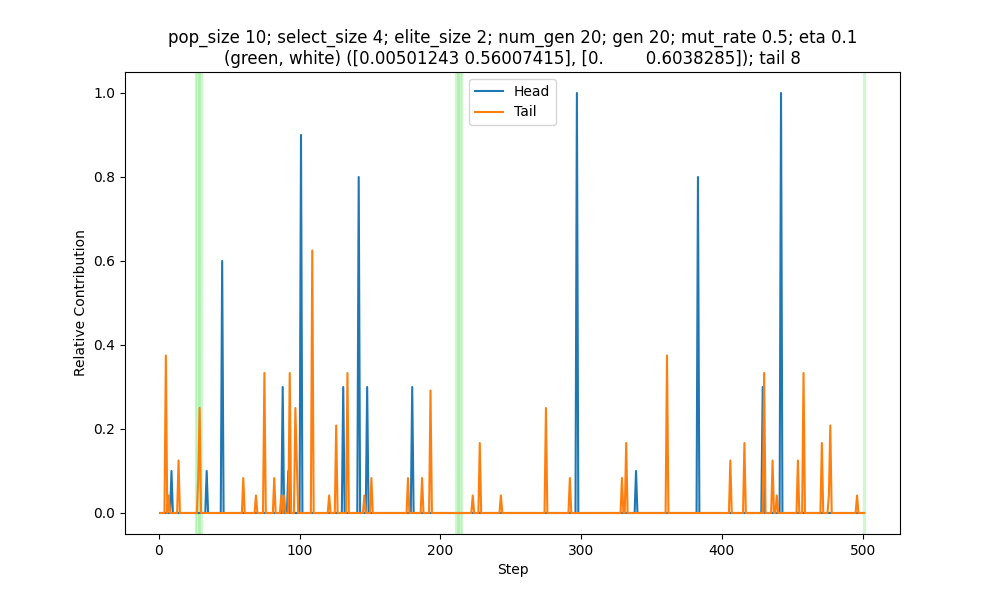 pop_size 10; select_size 4; elite_size 2; num_gen 20; gen 20; mut_rate 0.5; eta 0.1
(green, white) ([0.00501243 0.56007415], [0.         0.6038285]); tail 8
Head
Tail
1.0
0.8
0.6
0.4
0.2
0.0
Relative Contribution
0
100
200
300
400
500
Step